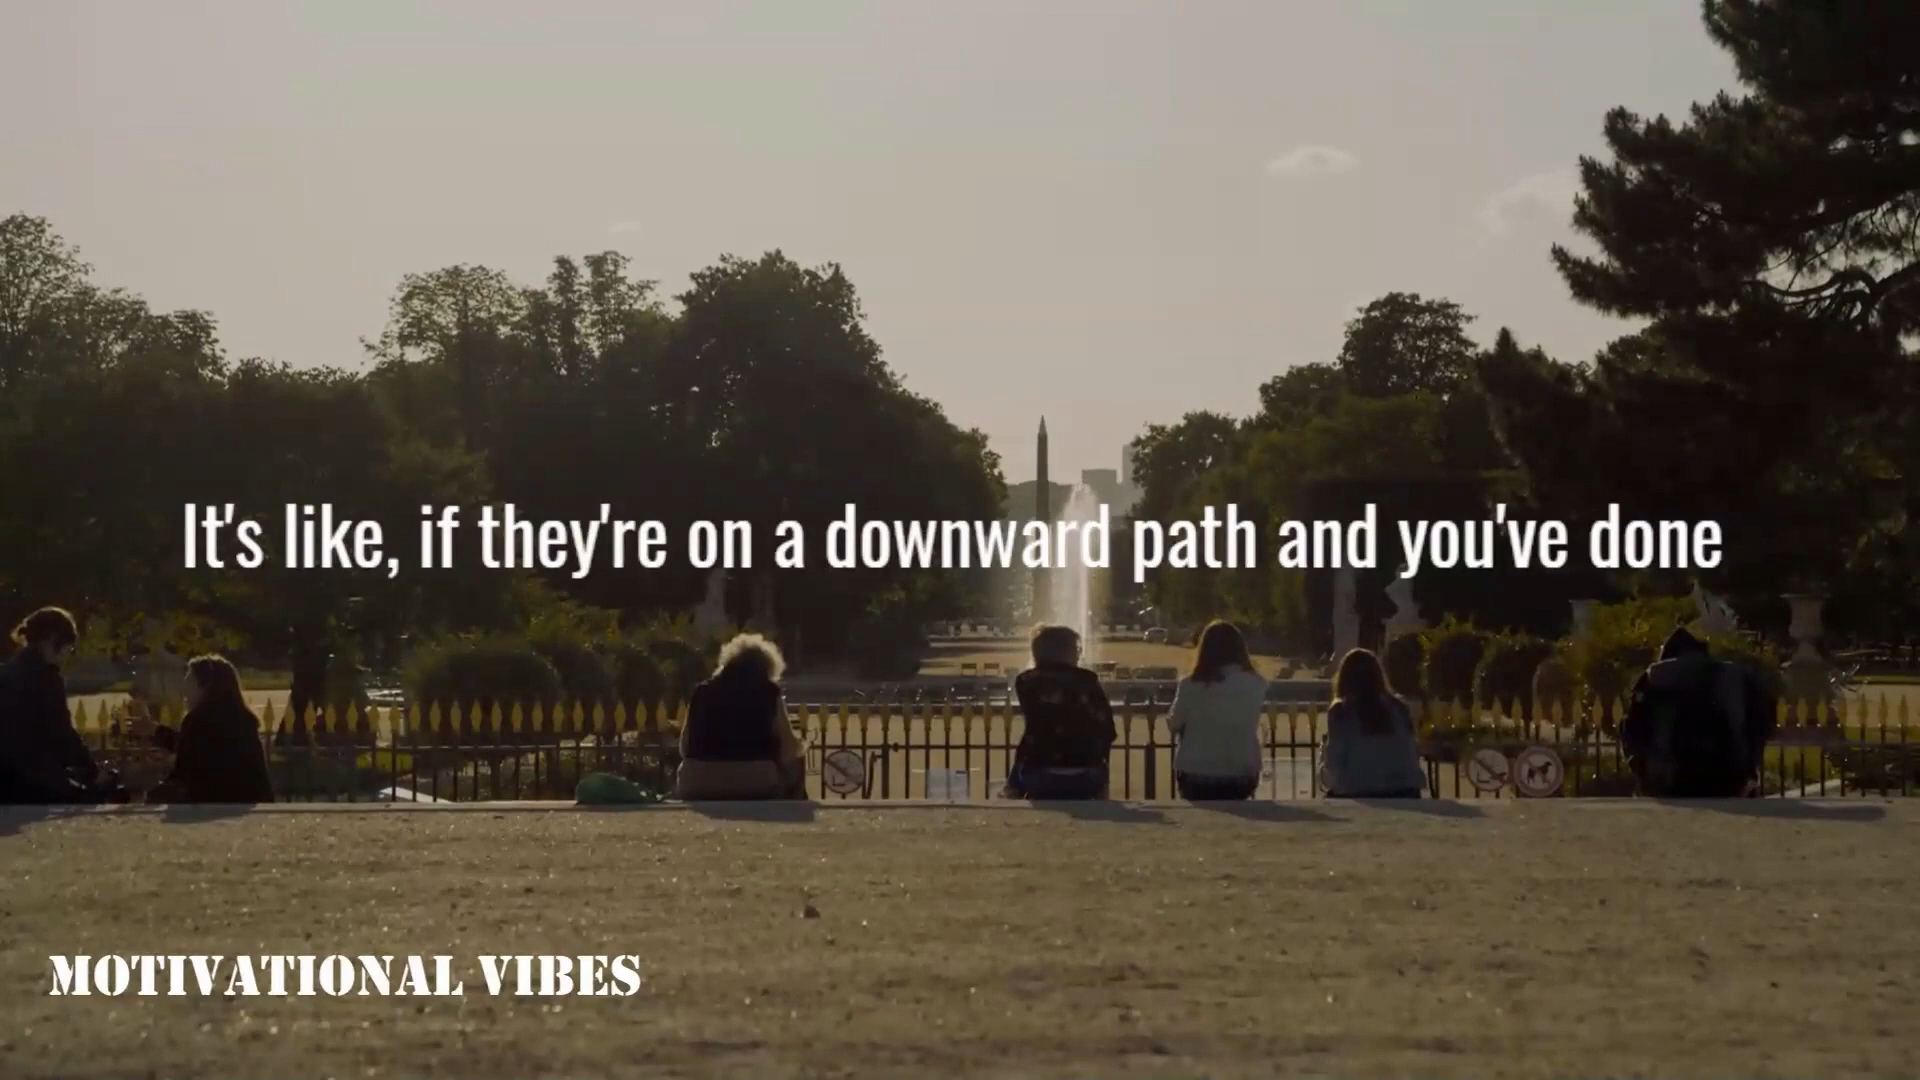 It's like, if they're on a downward path and you've done
MOTIVATIONAL VIBES